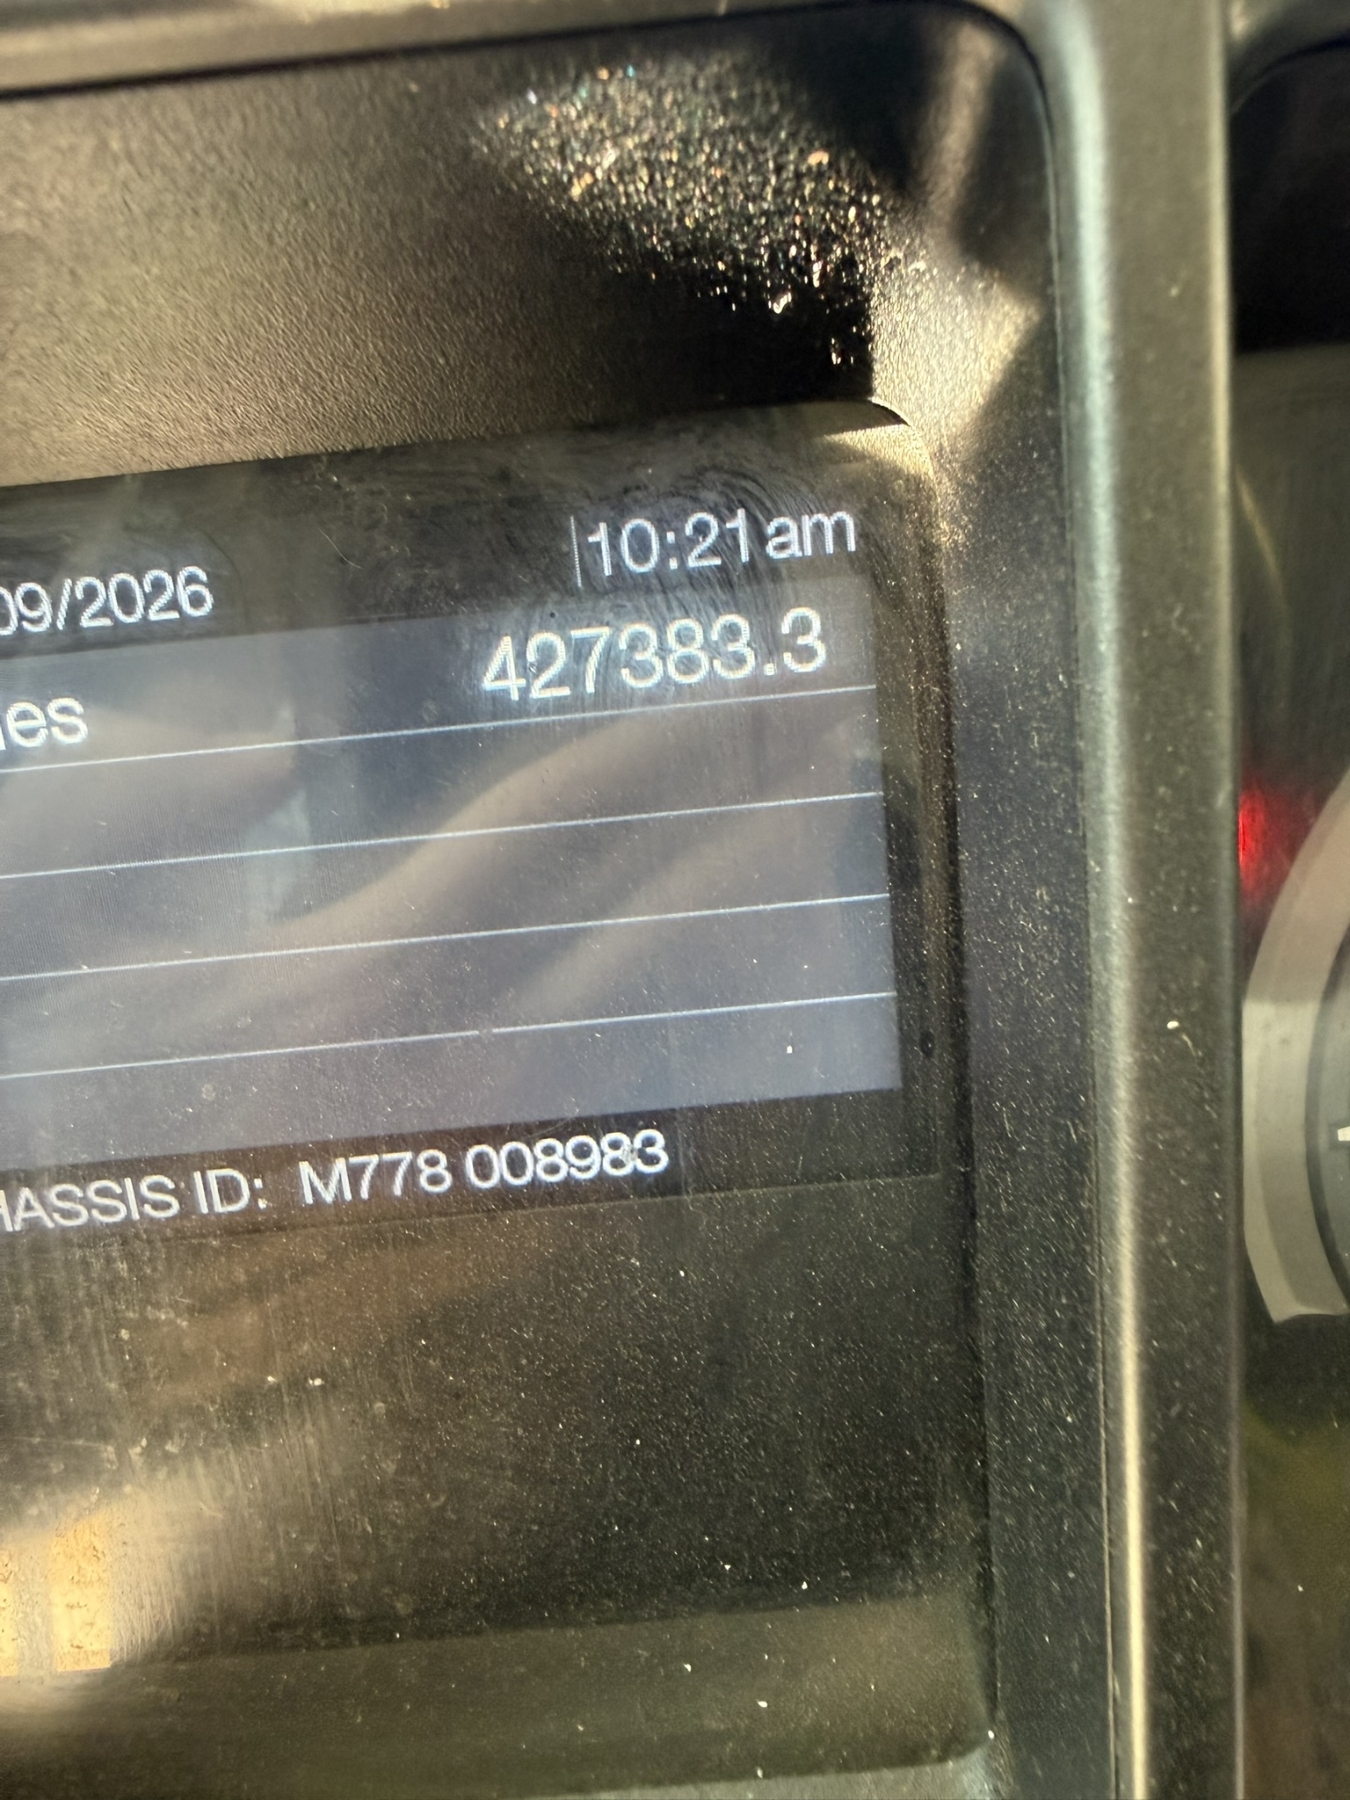 09/2026 10:21am
es 427383.3
HASSIS ID: M778 008983